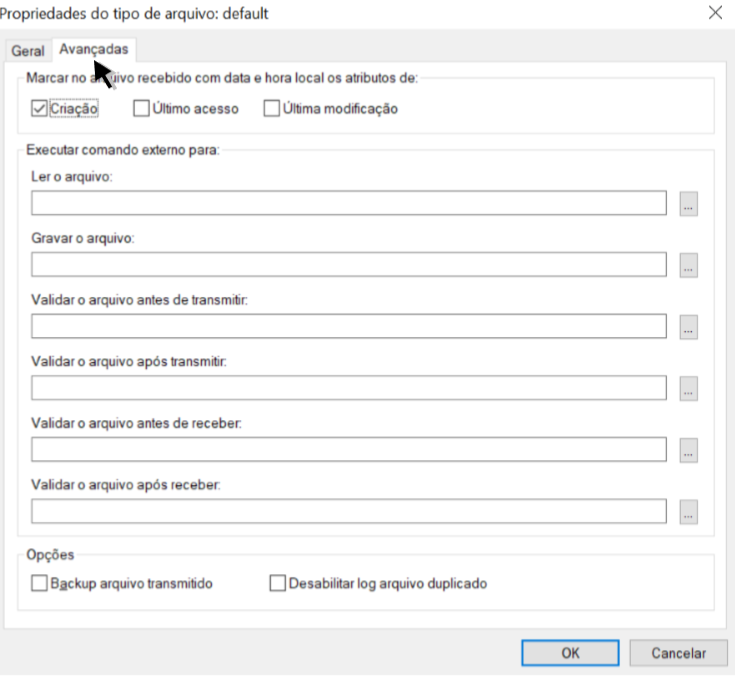 Propriedades do tipo de arquivo: default
Geral Avançadas
Marcar no arquivo recebido com data e hora local os atributos de:
Criação Último acesso Última modificação
Executar comando externo para:
Ler o arquivo:
...
Gravar o arquivo:
...
Validar o arquivo antes de transmitir:
...
Validar o arquivo após transmitir:
...
Validar o arquivo antes de receber:
...
Validar o arquivo após receber:
...
Opções
Backup arquivo transmitido Desabilitar log arquivo duplicado
OK Cancelar